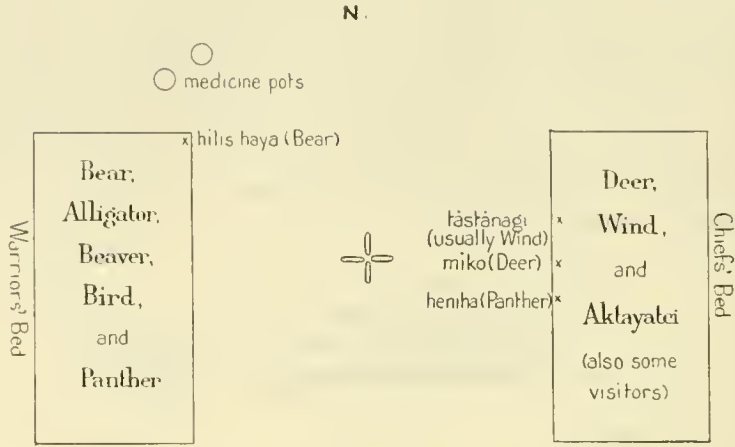 N.
medicine pots
hilis haya (Bear)
Warriors' Bed
Bear,
Alligator,
Beaver,
Bird,
and
Panther
tāstānagi
(usually Wind)
miko (Deer)
heniha (Panther)
Deer,
Wind,
and
Aktayatci
(also some
visitors)
Chiefs' Bed